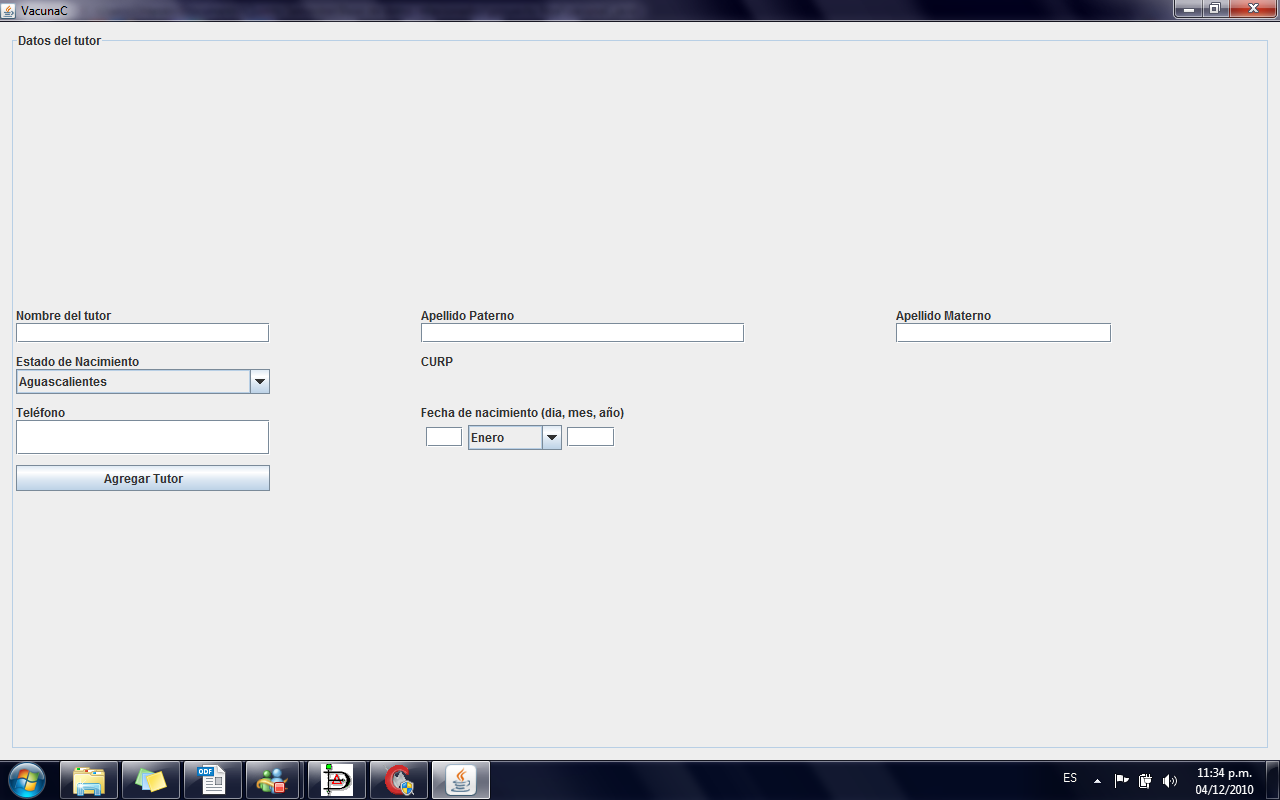 VacunaC
Datos del tutor
Nombre del tutor
Apellido Paterno
Apellido Materno
Estado de Nacimiento
CURP
Aguascalientes
Teléfono
Fecha de nacimiento (dia, mes, año)
Enero
Agregar Tutor
ODF
ES
11:34 p.m.
04/12/2010